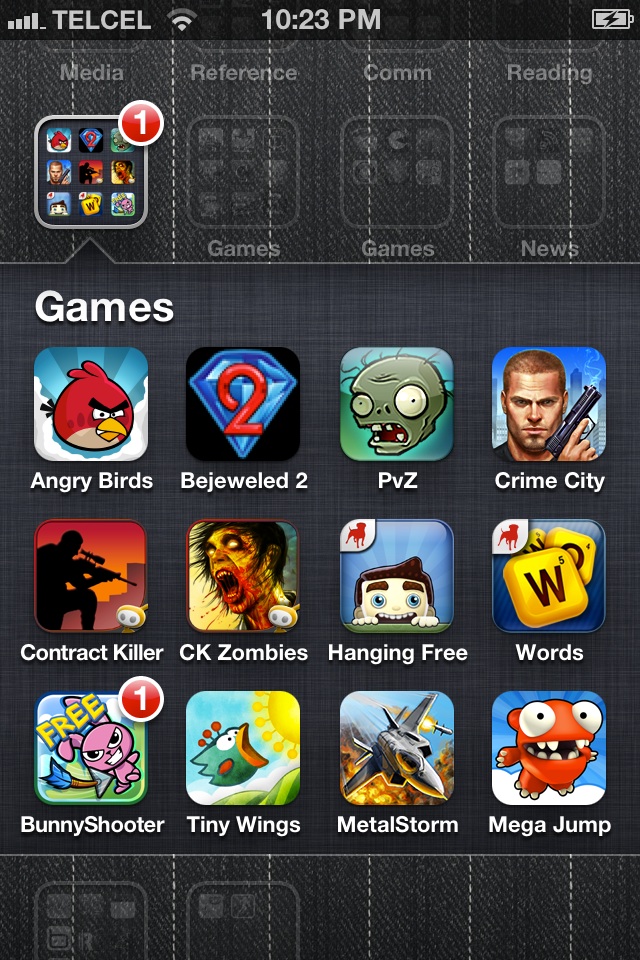 TELCEL 10:23 PM
Media Reference Comm Reading
1
Games Games News
Games
2
Angry Birds Bejeweled 2 PvZ Crime City
W
5
Contract Killer CK Zombies Hanging Free Words
FREE
1
BunnyShooter Tiny Wings MetalStorm Mega Jump